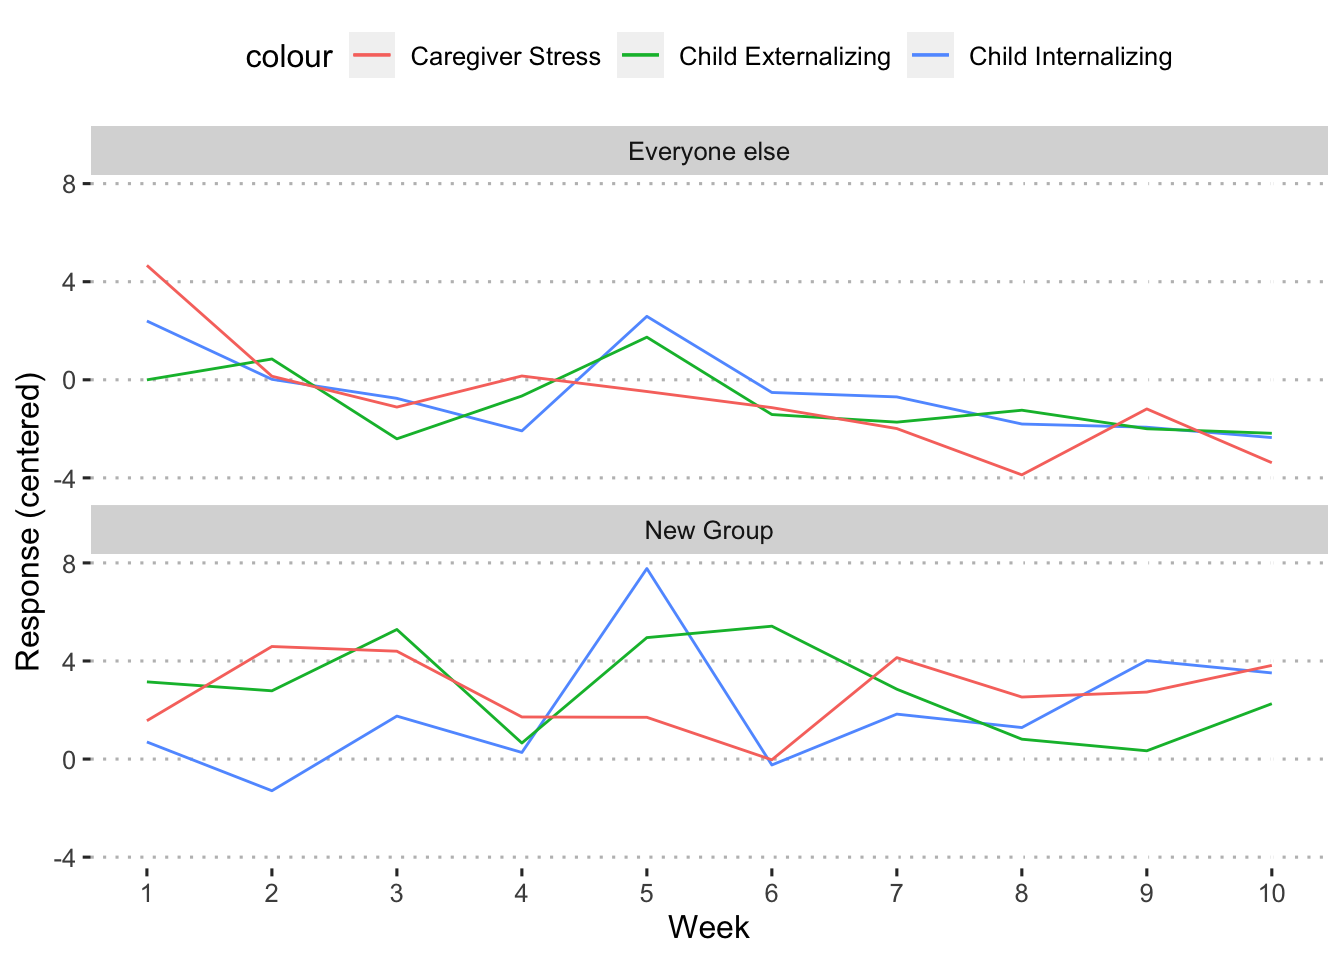 colour Caregiver Stress Child Externalizing Child Internalizing
Everyone else
8
4
0
-4
Response (centered)
New Group
8
4
0
-4
1 2 3 4 5 6 7 8 9 10
Week